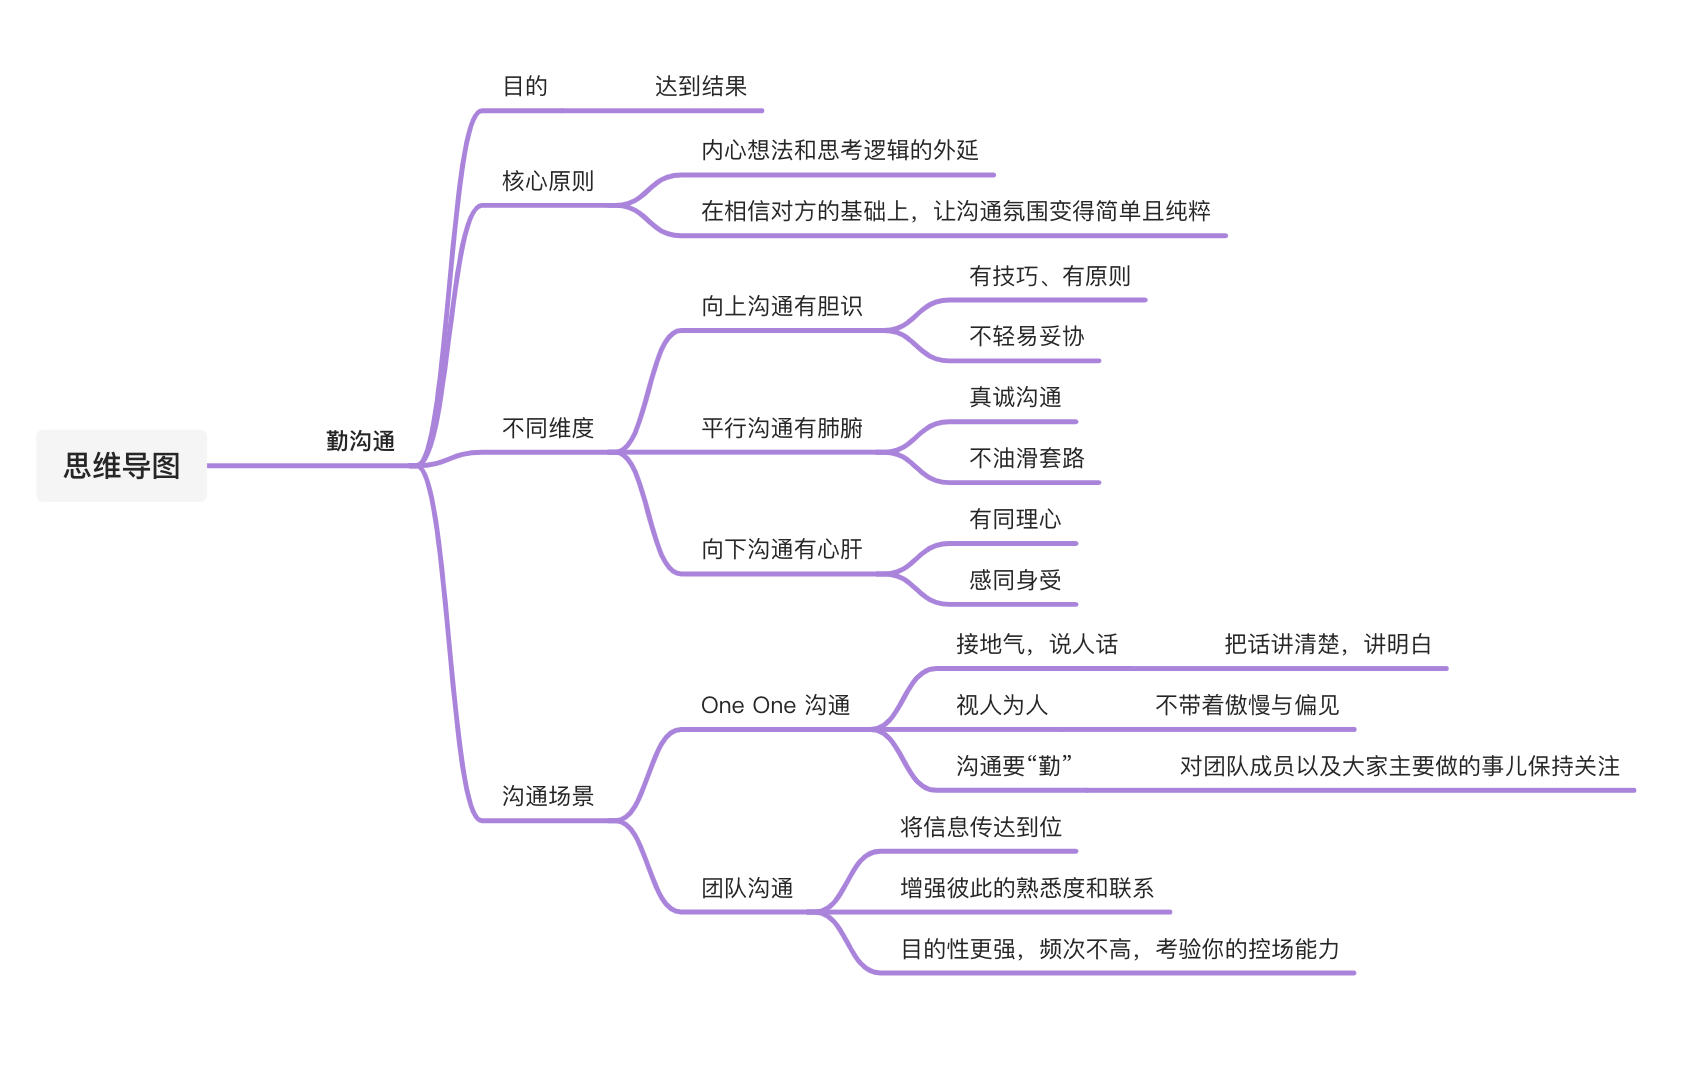 思维导图
勤沟通
目的
达到结果
核心原则
内心想法和思考逻辑的外延
在相信对方的基础上，让沟通氛围变得简单且纯粹
不同维度
向上沟通有胆识
有技巧、有原则
不轻易妥协
平行沟通有肺腑
真诚沟通
不油滑套路
向下沟通有心肝
有同理心
感同身受
沟通场景
One One 沟通
接地气，说人话
把话讲清楚，讲明白
视人为人
不带着傲慢与偏见
沟通要“勤”
对团队成员以及大家主要做的事儿保持关注
团队沟通
将信息传达到位
增强彼此的熟悉度和联系
目的性更强，频次不高，考验你的控场能力